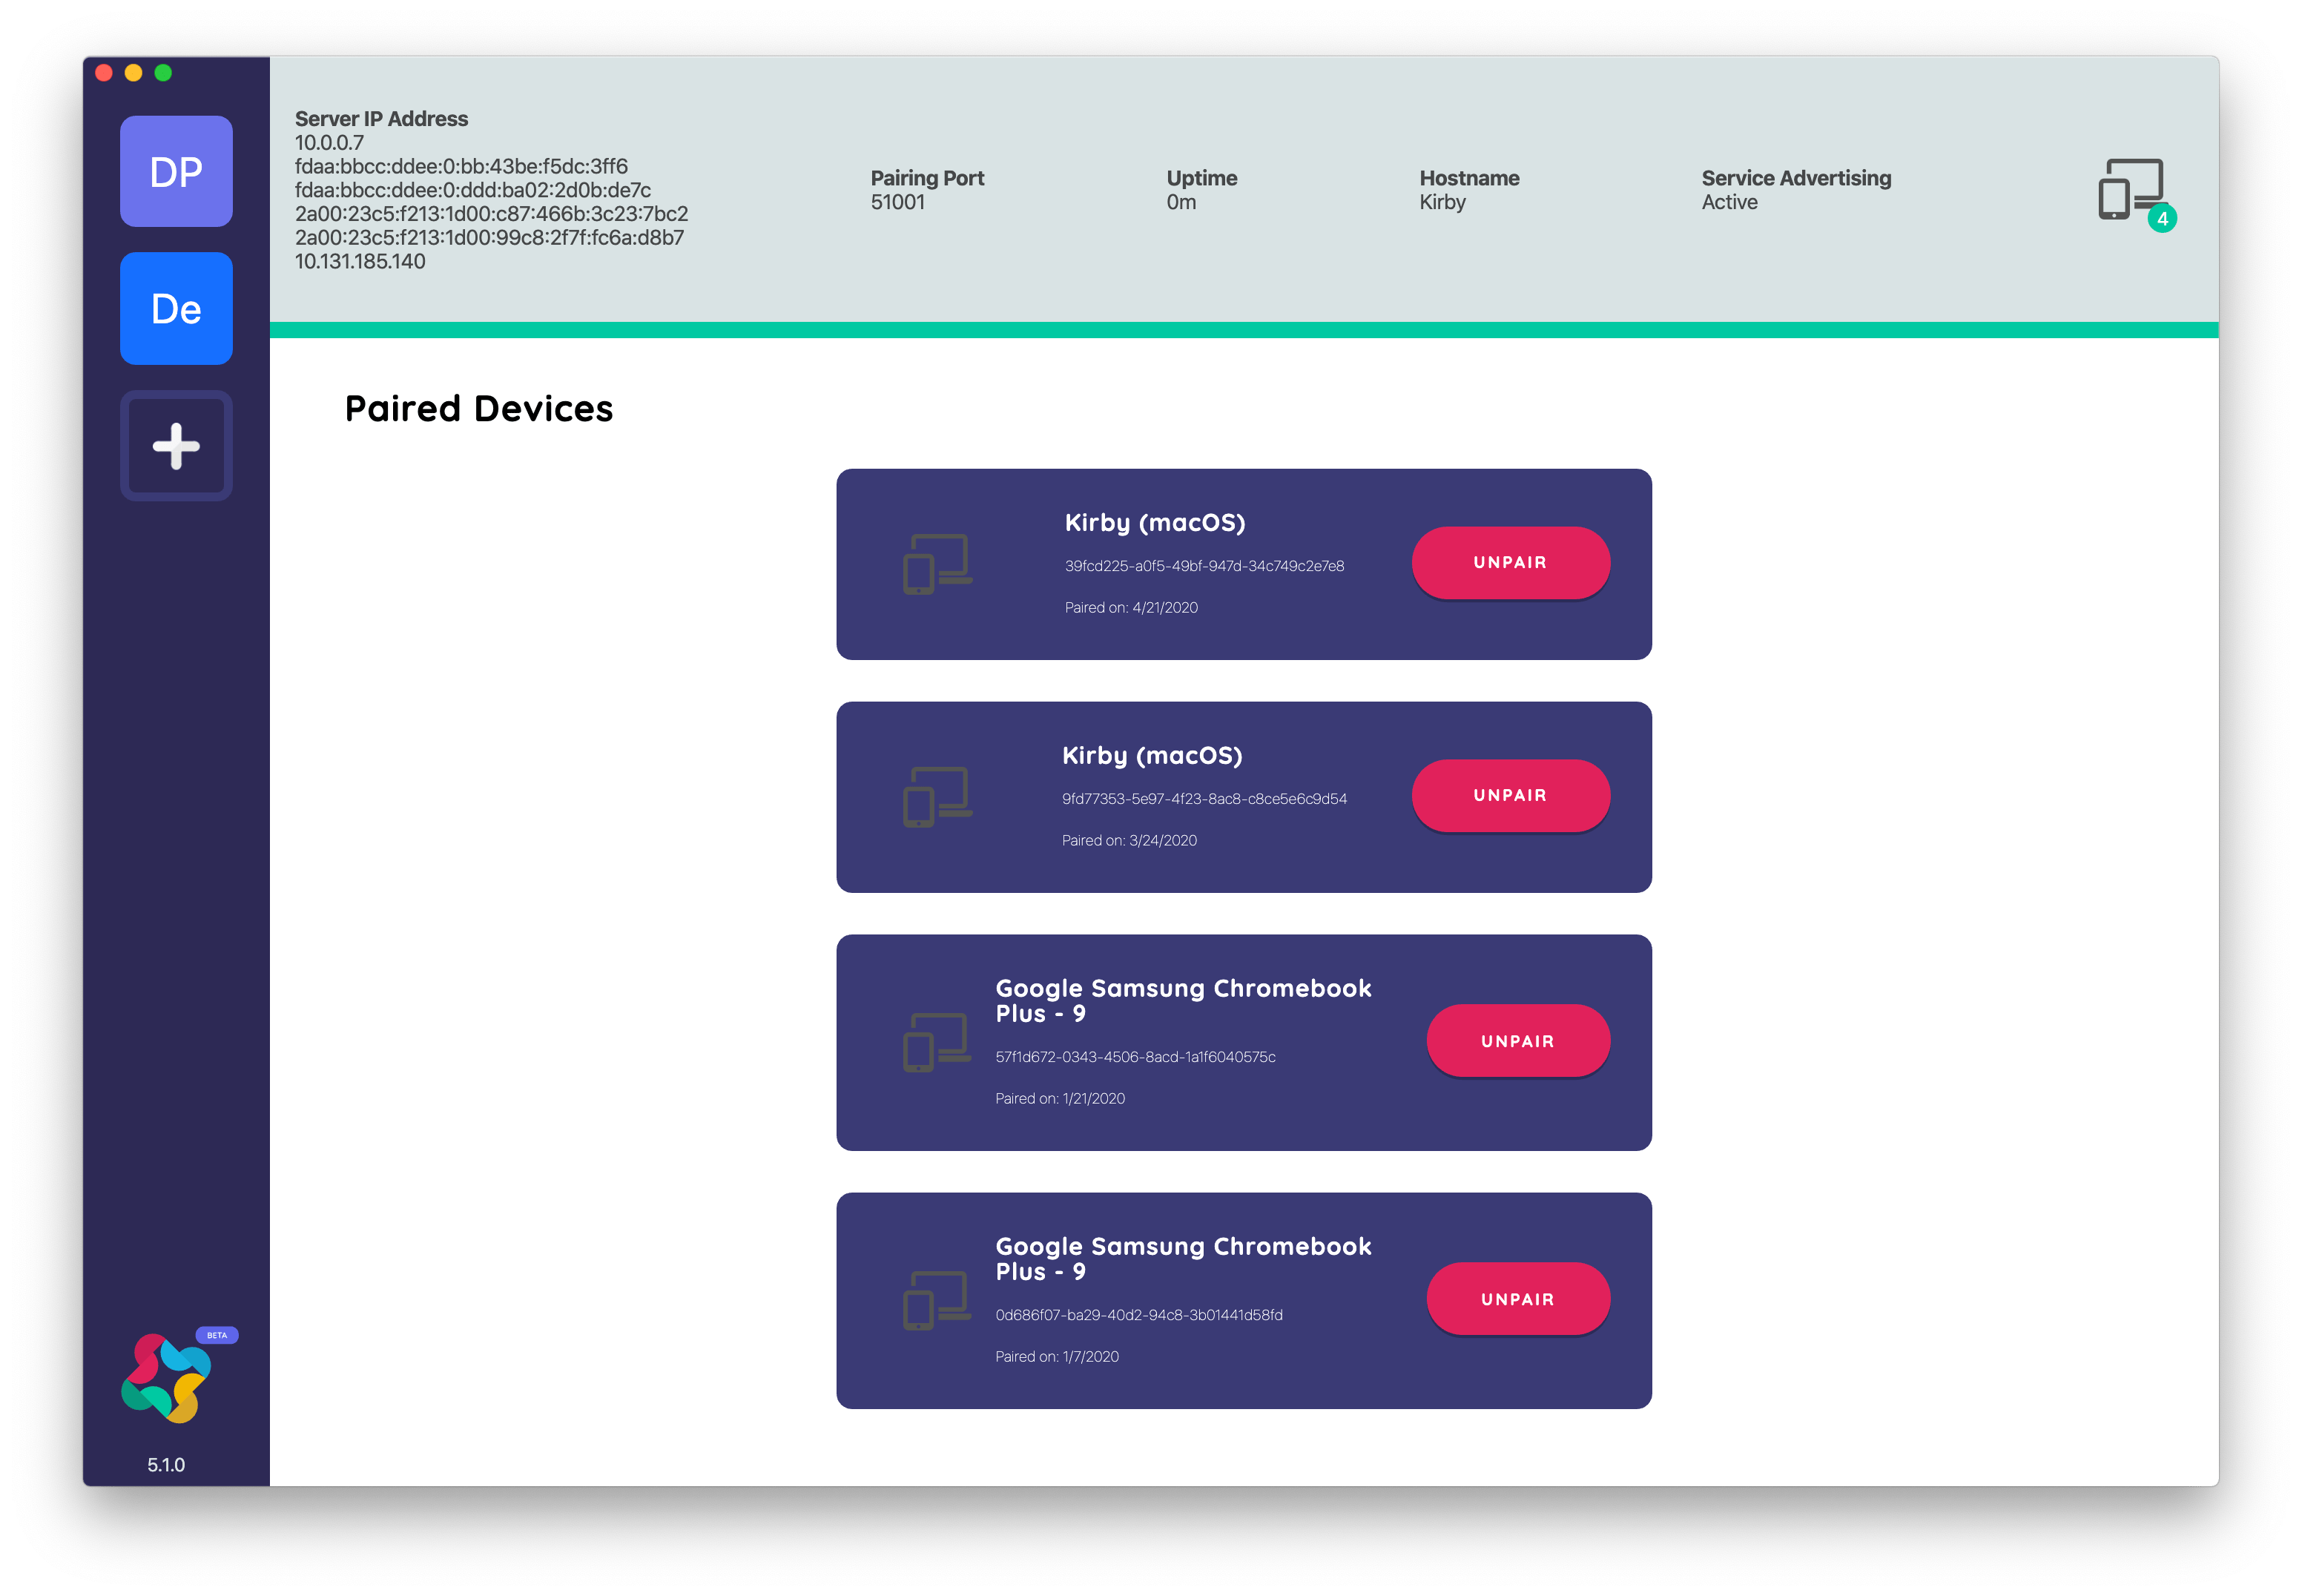 DP
De
Server IP Address
10.0.0.7
fdaa:bbcc:ddee:0:bb:43be:f5dc:3ff6
fdaa:bbcc:ddee:0:ddd:ba02:2d0b:de7c
2a00:23c5:f213:1d00:c87:466b:3c23:7bc2
2a00:23c5:f213:1d00:99c8:2f7f:fc6a:d8b7
10.131.185.140
Pairing Port
51001
Uptime
0m
Hostname
Kirby
Service Advertising
Active
4
Paired Devices
Kirby (macOS)
39fcd225-a0f5-49bf-947d-34c749c2e7e8
Paired on: 4/21/2020
UNPAIR
Kirby (macOS)
9fd77353-5e97-4f23-8ac8-c8ce5e6c9d54
Paired on: 3/24/2020
UNPAIR
Google Samsung Chromebook
Plus - 9
57f1d672-0343-4506-8acd-1a1f6040575c
Paired on: 1/21/2020
UNPAIR
Google Samsung Chromebook
Plus - 9
0d686f07-ba29-40d2-94c8-3b01441d58fd
Paired on: 1/7/2020
UNPAIR
BETA
5.1.0